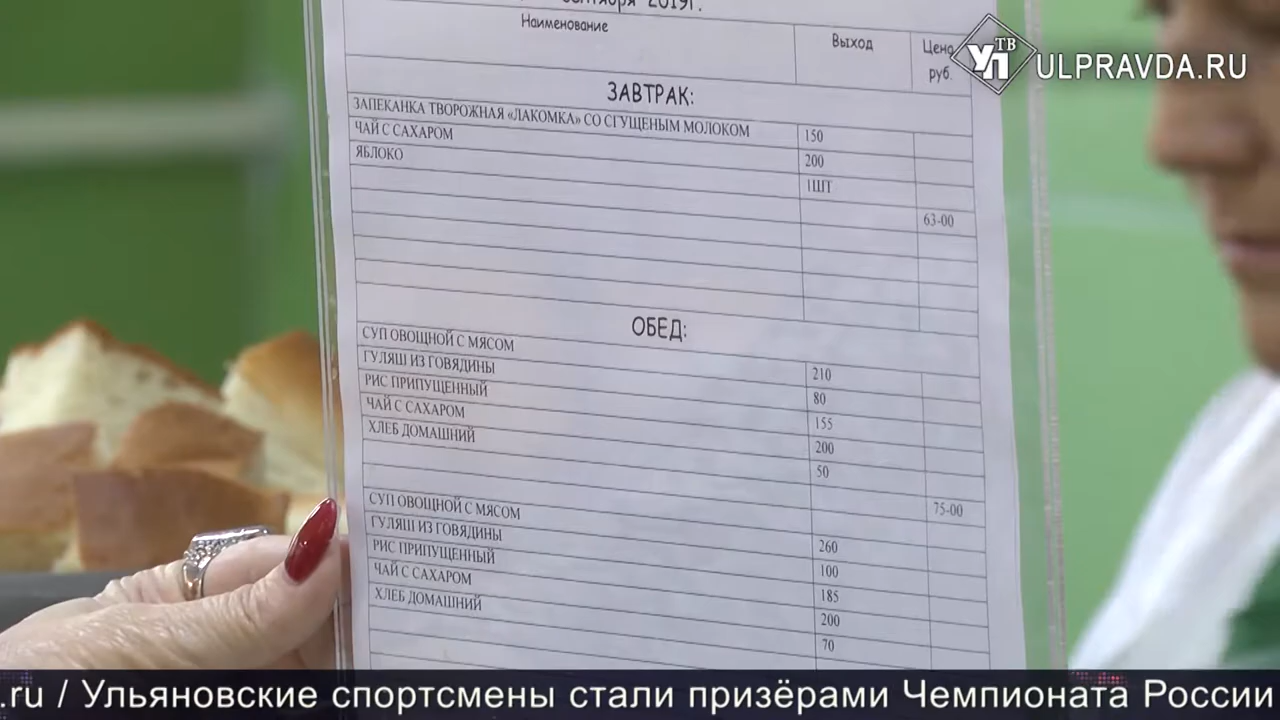 сентября 2019г.
Наименование Выход Цена, руб.
ТВ
УП ULPRAVDA.RU
ЗАВТРАК:
ЗАПЕКАНКА ТВОРОЖНАЯ «ЛАКОМКА» СО СГУЩЕНЫМ МОЛОКОМ 150
ЧАЙ С САХАРОМ 200
ЯБЛОКО 1ШТ
63-00
ОБЕД:
СУП ОВОЩНОЙ С МЯСОМ 210
ГУЛЯШ ИЗ ГОВЯДИНЫ 80
РИС ПРИПУЩЕННЫЙ 155
ЧАЙ С САХАРОМ 200
ХЛЕБ ДОМАШНИЙ 50
75-00
СУП ОВОЩНОЙ С МЯСОМ 260
ГУЛЯШ ИЗ ГОВЯДИНЫ 100
РИС ПРИПУЩЕННЫЙ 185
ЧАЙ С САХАРОМ 200
ХЛЕБ ДОМАШНИЙ 70
.ru / Ульяновские спортсмены стали призёрами Чемпионата России